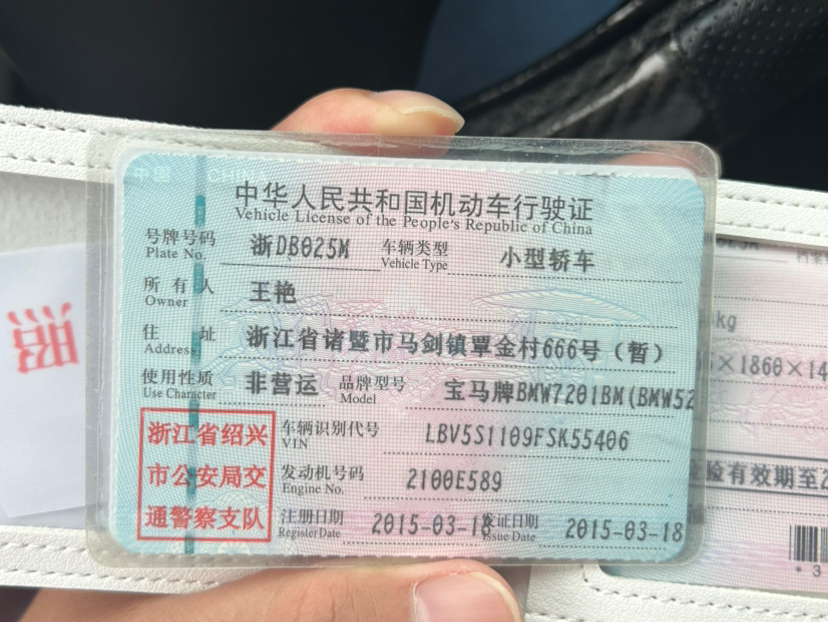 中国 CHINA
中华人民共和国机动车行驶证
Vehicle License of the People's Republic of China
号牌号码 浙DB025M 车辆类型 小型轿车
Plate No. Vehicle Type
所有人 王艳
Owner
住址 浙江省诸暨市马剑镇覃金村666号（暂）
Address
使用性质 非营运 品牌型号 宝马牌BMW7201BM(BMW52
Use Character Model
浙江省绍兴
市公安局交
通警察支队
车辆识别代号 LBV5S1109FSK55406
VIN
发动机号码 2100E589
Engine No.
注册日期 2015-03-18 发证日期 2015-03-18
Register Date Issue Date
照
kg
×1860×14
验有效期至2
* 3